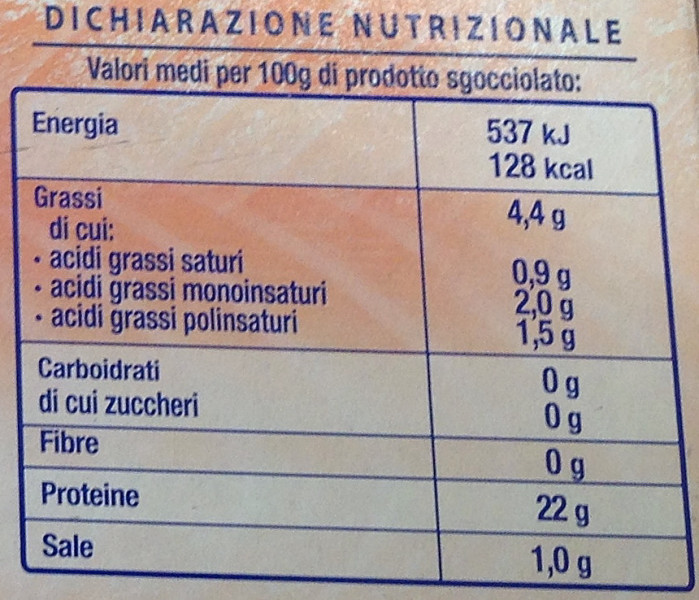 DICHIARAZIONE NUTRIZIONALE
Valori medi per 100g di prodotto sgocciolato:
Energia 537 kJ
128 kcal
Grassi 4,4 g
di cui:
• acidi grassi saturi 0,9 g
• acidi grassi monoinsaturi 2,0 g
• acidi grassi polinsaturi 1,5 g
Carboidrati 0 g
di cui zuccheri 0 g
Fibre 0 g
Proteine 22 g
Sale 1,0 g